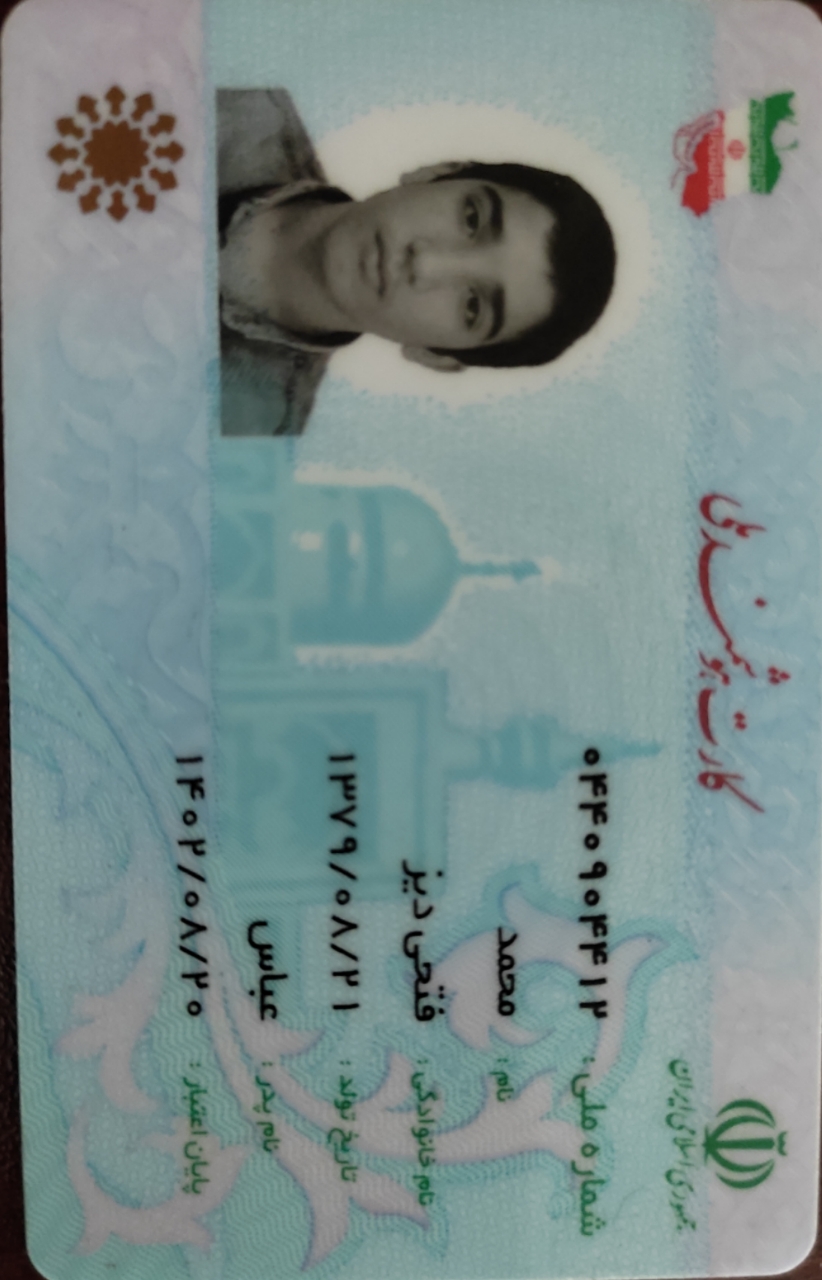 کارت هوشمند ملی
جمهوری اسلامی ایران
شماره ملی : ۰۴۴۰۹۰۴۴۱۲
نام : محمد
نام خانوادگی : فتحی دیز
تاریخ تولد : ۱۳۷۹/۰۸/۲۱
نام پدر : عباس
پایان اعتبار : ۱۴۰۲/۰۸/۲۰